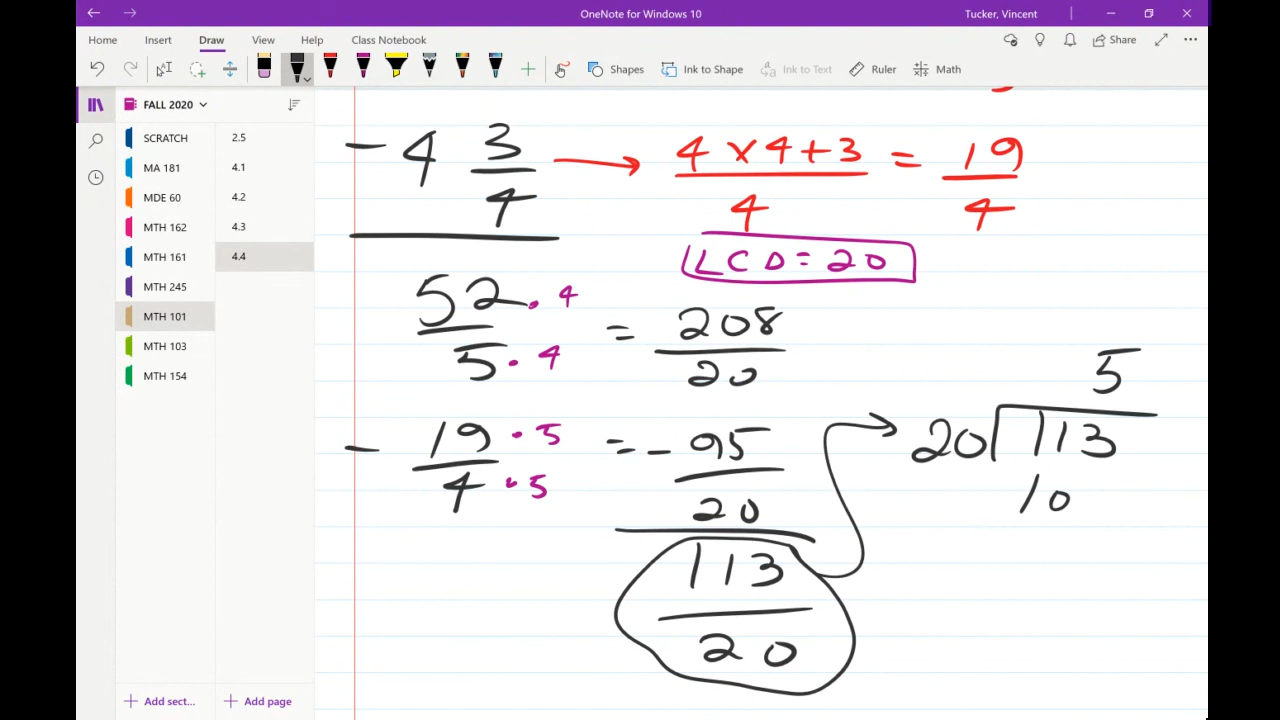 OneNote for Windows 10
Tucker, Vincent
Home Insert Draw View Help Class Notebook
Share
Shapes Ink to Shape Ink to Text Ruler Math
FALL 2020
SCRATCH
MA 181
MDE 60
MTH 162
MTH 161
MTH 245
MTH 101
MTH 103
MTH 154
2.5
4.1
4.2
4.3
4.4
Add sect...
Add page
- 4 3/4 → (4 × 4 + 3)/4 = 19/4
LCD = 20
52 · 4 / 5 · 4 = 208/20
- 19 · 5 / 4 · 5 = - 95/20
113/20
5
20 113
10